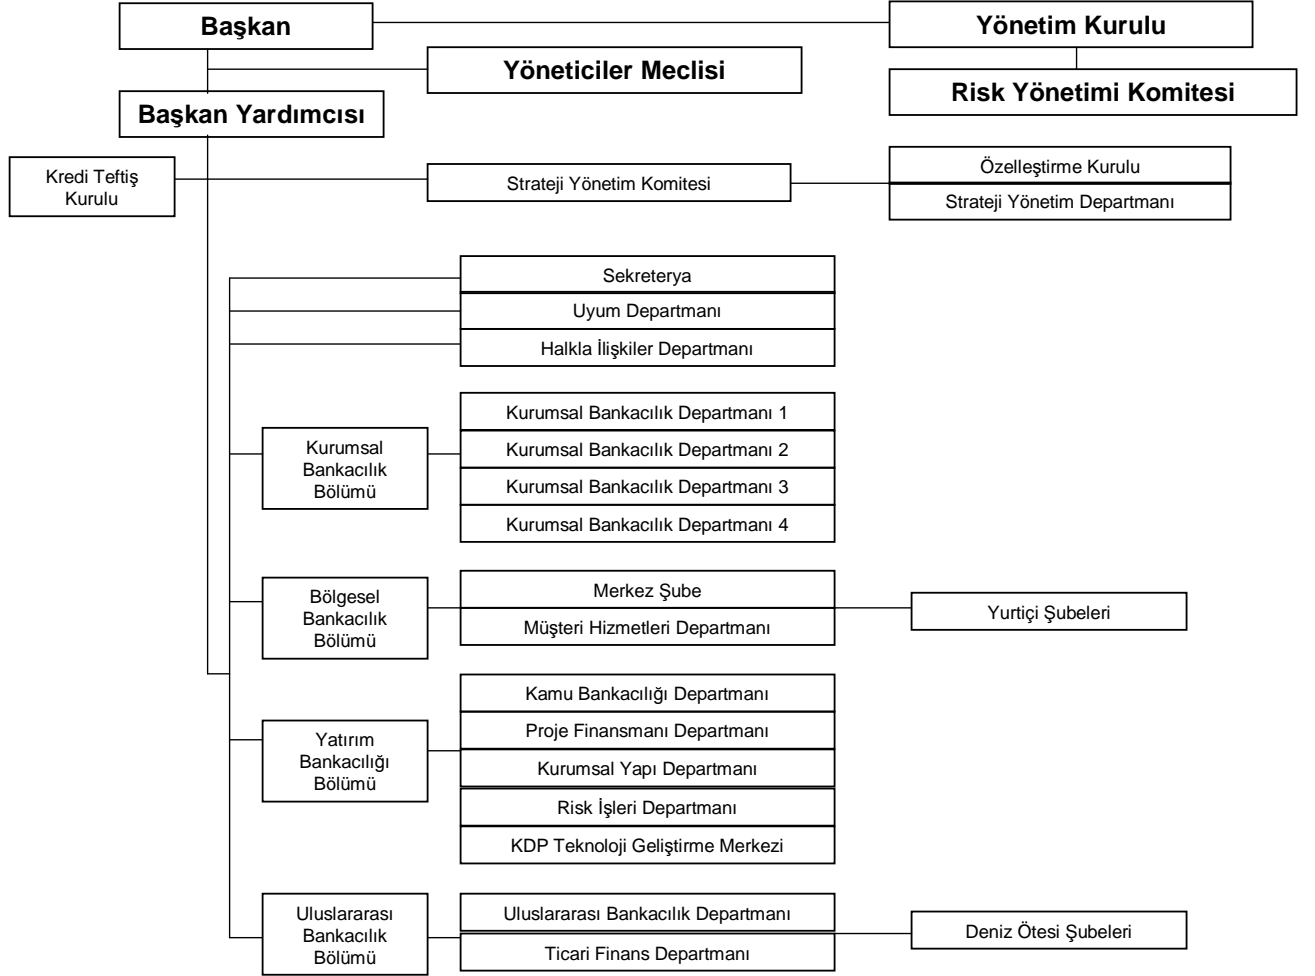 Başkan
Yönetim Kurulu
Yöneticiler Meclisi
Risk Yönetimi Komitesi
Başkan Yardımcısı
Kredi Teftiş
Kurulu
Strateji Yönetim Komitesi
Özelleştirme Kurulu
Strateji Yönetim Departmanı
Sekreterya
Uyum Departmanı
Halkla İlişkiler Departmanı
Kurumsal
Bankacılık
Bölümü
Kurumsal Bankacılık Departmanı 1
Kurumsal Bankacılık Departmanı 2
Kurumsal Bankacılık Departmanı 3
Kurumsal Bankacılık Departmanı 4
Bölgesel
Bankacılık
Bölümü
Merkez Şube
Müşteri Hizmetleri Departmanı
Yurtiçi Şubeleri
Yatırım
Bankacılığı
Bölümü
Kamu Bankacılığı Departmanı
Proje Finansmanı Departmanı
Kurumsal Yapı Departmanı
Risk İşleri Departmanı
KDP Teknoloji Geliştirme Merkezi
Uluslararası
Bankacılık
Bölümü
Uluslararası Bankacılık Departmanı
Ticari Finans Departmanı
Deniz Ötesi Şubeleri